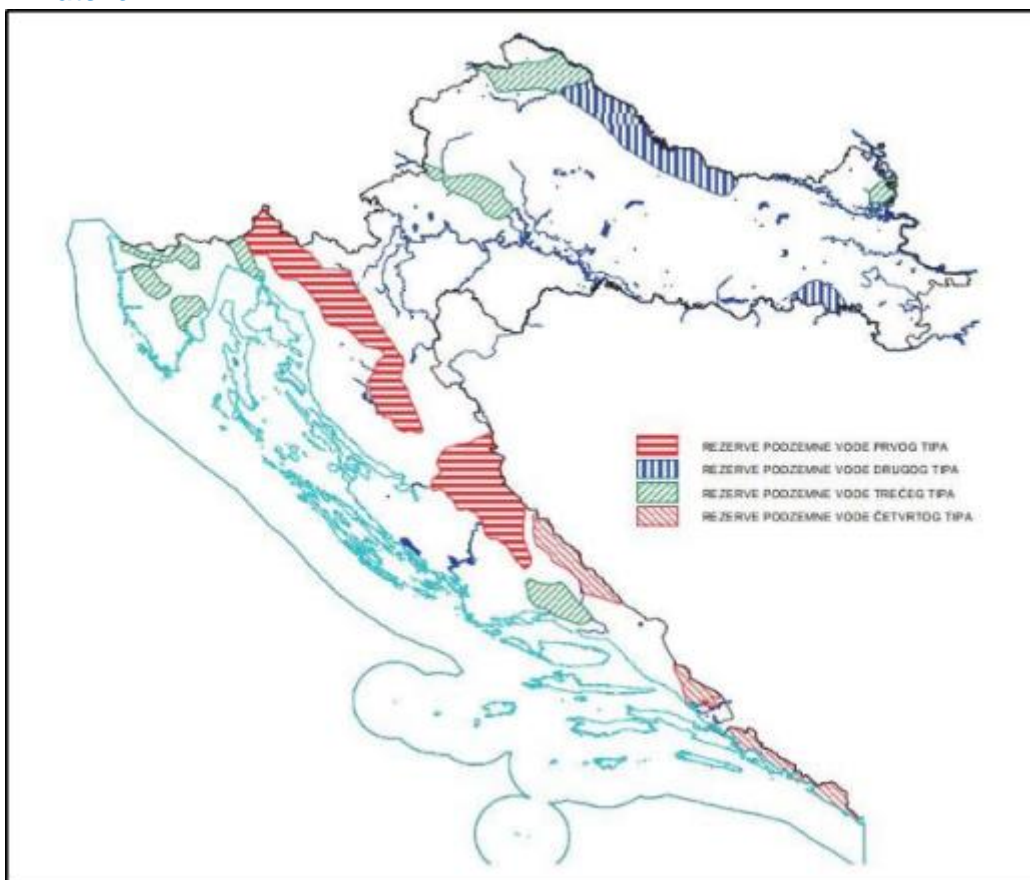 REZERVE PODZEMNE VODE PRVOG TIPA
REZERVE PODZEMNE VODE DRUGOG TIPA
REZERVE PODZEMNE VODE TREĆEG TIPA
REZERVE PODZEMNE VODE ČETVRTOG TIPA